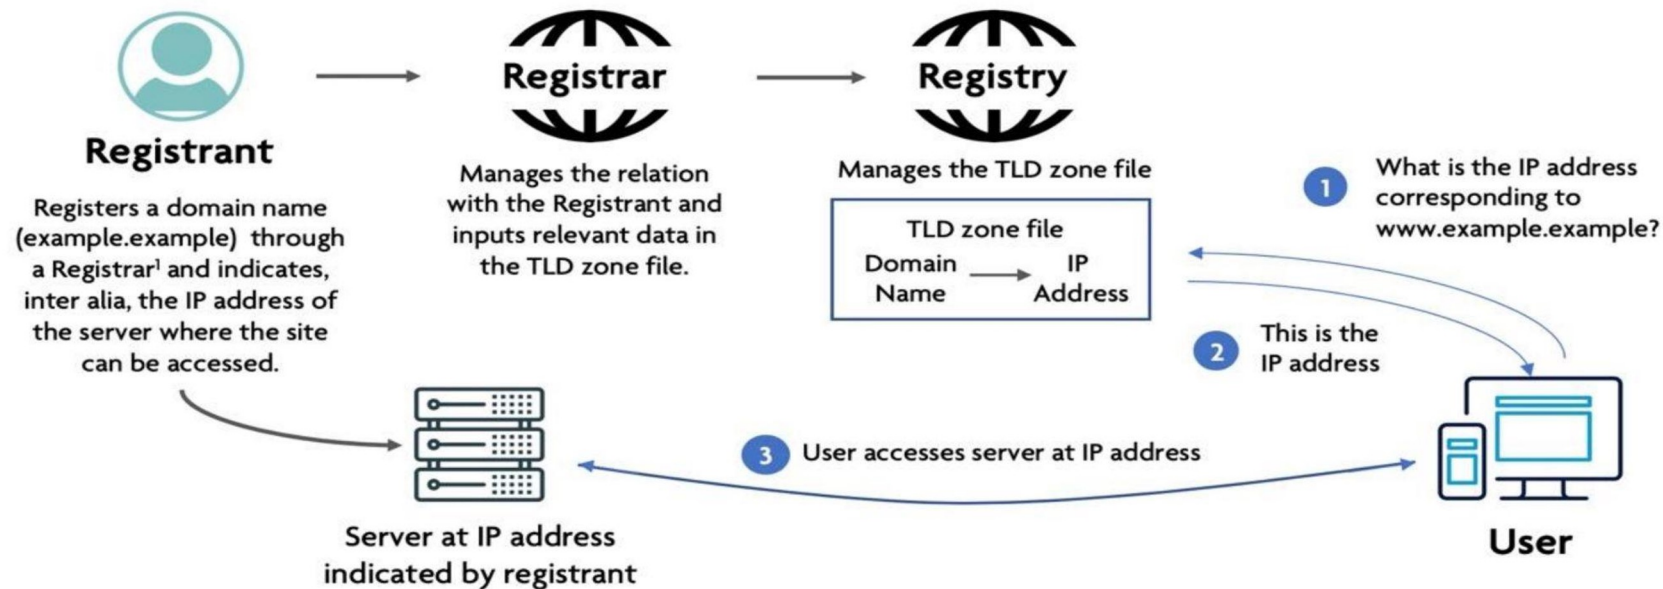 Registrant
Registers a domain name
(example.example) through
a Registrar¹ and indicates,
inter alia, the IP address of
the server where the site
can be accessed.
Registrar
Manages the relation
with the Registrant and
inputs relevant data in
the TLD zone file.
Registry
Manages the TLD zone file
TLD zone file
Domain
Name
IP
Address
1
What is the IP address
corresponding to
www.example.example?
2
This is the
IP address
3
User accesses server at IP address
Server at IP address
indicated by registrant
User